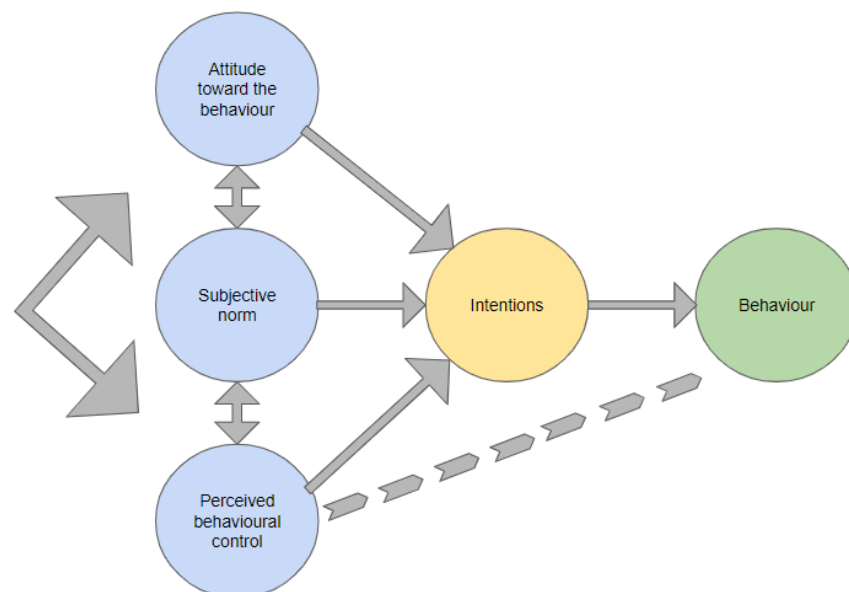 Attitude
toward the
behaviour
Subjective
norm
Intentions
Behaviour
Perceived
behavioural
control